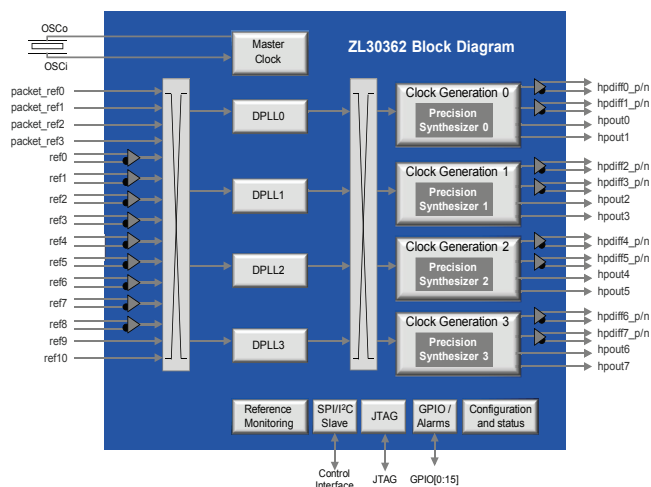 OSCo
OSCi
Master
Clock
ZL30362 Block Diagram
packet_ref0
packet_ref1
packet_ref2
packet_ref3
ref0
ref1
ref2
ref3
ref4
ref5
ref6
ref7
ref8
ref9
ref10
DPLL0
DPLL1
DPLL2
DPLL3
Clock Generation 0
Precision
Synthesizer 0
Clock Generation 1
Precision
Synthesizer 1
Clock Generation 2
Precision
Synthesizer 2
Clock Generation 3
Precision
Synthesizer 3
hpdiff0_p/n
hpdiff1_p/n
hpout0
hpout1
hpdiff2_p/n
hpdiff3_p/n
hpout2
hpout3
hpdiff4_p/n
hpdiff5_p/n
hpout4
hpout5
hpdiff6_p/n
hpdiff7_p/n
hpout6
hpout7
Reference
Monitoring
SPI/I²C
Slave
JTAG
GPIO /
Alarms
Configuration
and status
Control
Interface
JTAG
GPIO[0:15]